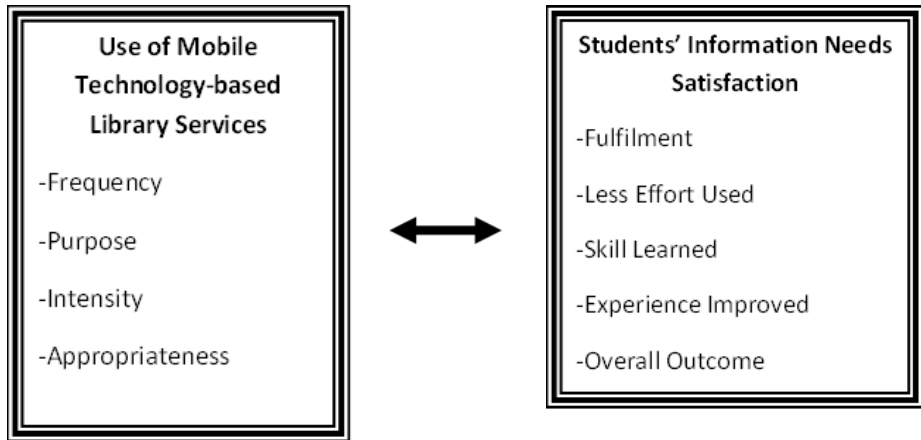 Use of Mobile
Technology-based
Library Services
-Frequency
-Purpose
-Intensity
-Appropriateness
Students’ Information Needs
Satisfaction
-Fulfilment
-Less Effort Used
-Skill Learned
-Experience Improved
-Overall Outcome